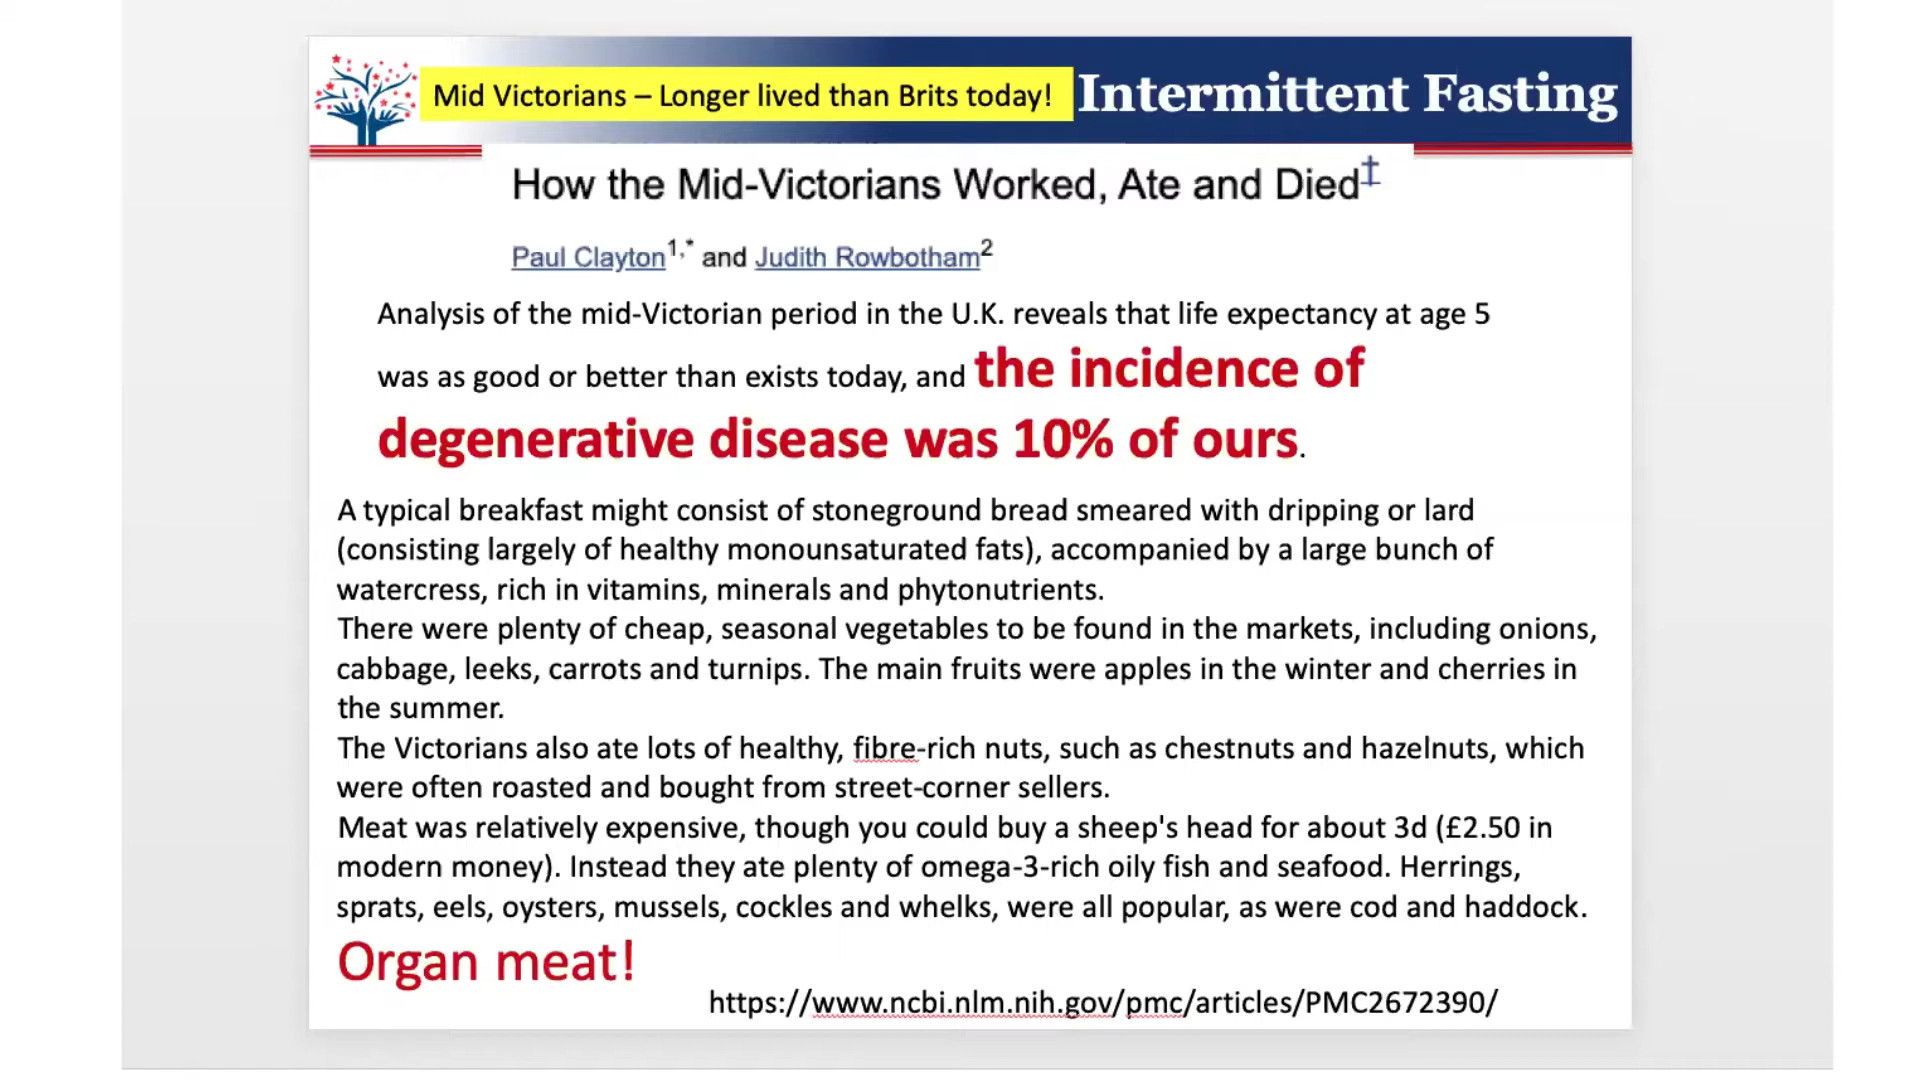 Mid Victorians – Longer lived than Brits today!
Intermittent Fasting
How the Mid-Victorians Worked, Ate and Died‡
Paul Clayton1,* and Judith Rowbotham2
Analysis of the mid-Victorian period in the U.K. reveals that life expectancy at age 5
was as good or better than exists today, and the incidence of
degenerative disease was 10% of ours.
A typical breakfast might consist of stoneground bread smeared with dripping or lard
(consisting largely of healthy monounsaturated fats), accompanied by a large bunch of
watercress, rich in vitamins, minerals and phytonutrients.
There were plenty of cheap, seasonal vegetables to be found in the markets, including onions,
cabbage, leeks, carrots and turnips. The main fruits were apples in the winter and cherries in
the summer.
The Victorians also ate lots of healthy, fibre-rich nuts, such as chestnuts and hazelnuts, which
were often roasted and bought from street-corner sellers.
Meat was relatively expensive, though you could buy a sheep's head for about 3d (£2.50 in
modern money). Instead they ate plenty of omega-3-rich oily fish and seafood. Herrings,
sprats, eels, oysters, mussels, cockles and whelks, were all popular, as were cod and haddock.
Organ meat!
https://www.ncbi.nlm.nih.gov/pmc/articles/PMC2672390/